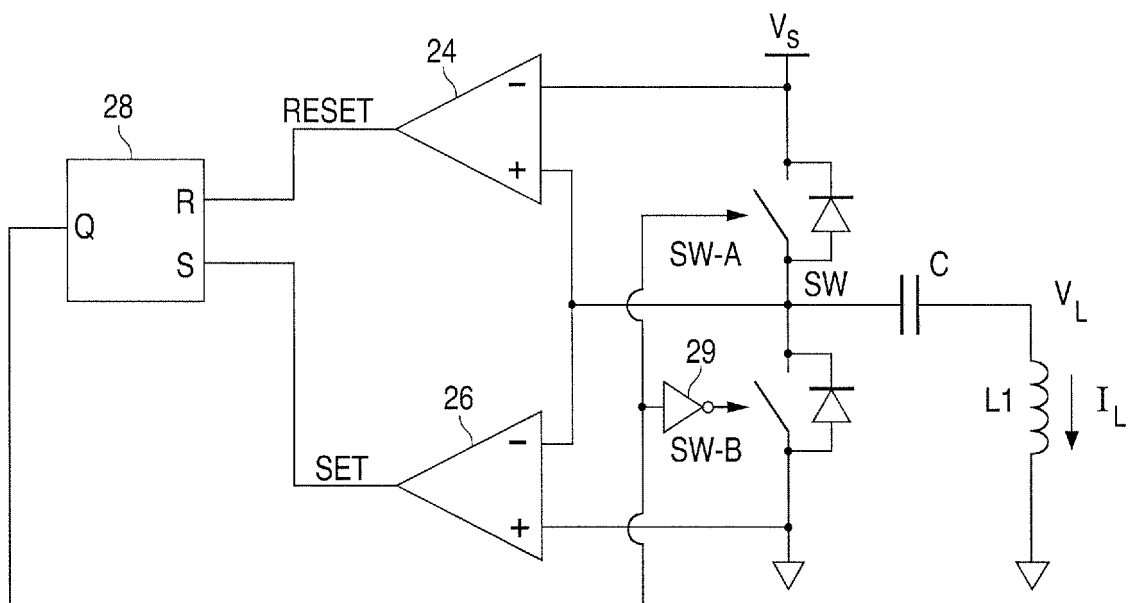 V_S
24
−
RESET
28
+
R
Q
S
SW-A
SW
C
V_L
29
26
L1
I_L
−
SW-B
SET
+